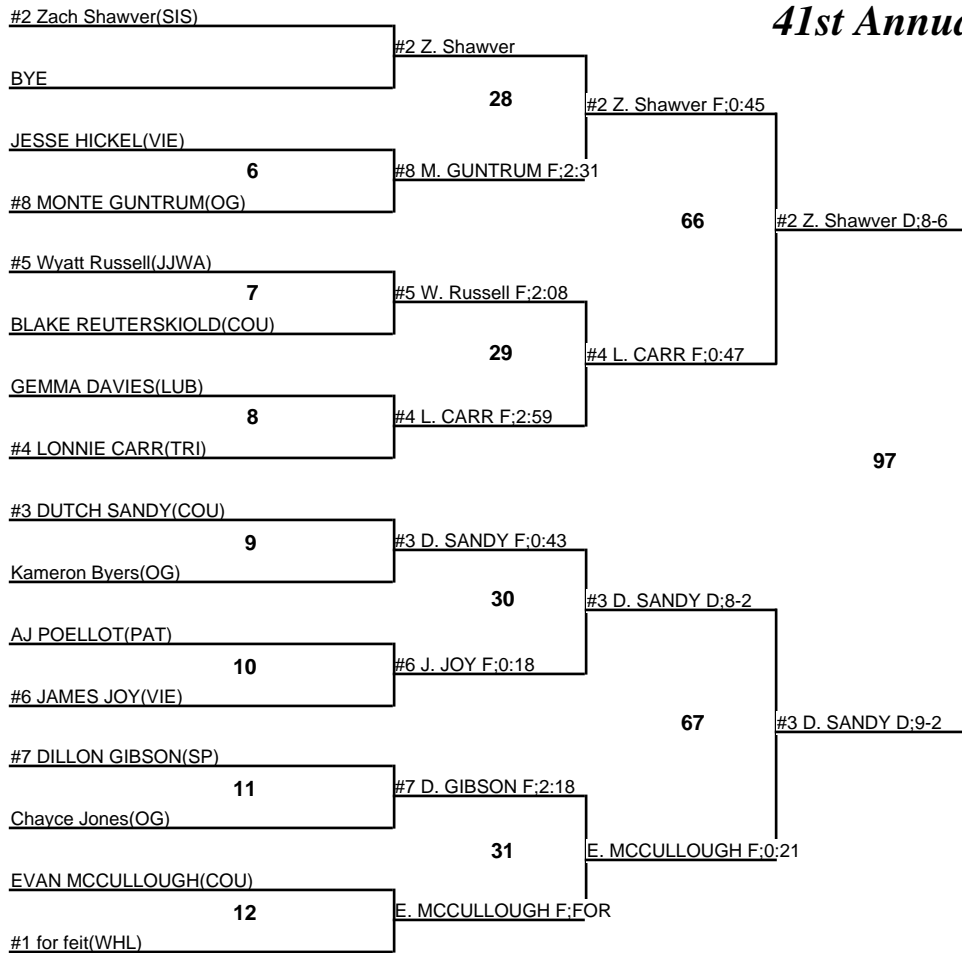 #2 Zach Shawver(SIS)
41st Annua
#2 Z. Shawver
BYE
28
#2 Z. Shawver F;0:45
JESSE HICKEL(VIE)
6
#8 M. GUNTRUM F;2:31
#8 MONTE GUNTRUM(OG)
66
#2 Z. Shawver D;8-6
#5 Wyatt Russell(JJWA)
7
#5 W. Russell F;2:08
BLAKE REUTERSKIOLD(COU)
29
#4 L. CARR F;0:47
GEMMA DAVIES(LUB)
8
#4 L. CARR F;2:59
#4 LONNIE CARR(TRI)
97
#3 DUTCH SANDY(COU)
9
#3 D. SANDY F;0:43
Kameron Byers(OG)
30
#3 D. SANDY D;8-2
AJ POELLOT(PAT)
10
#6 J. JOY F;0:18
#6 JAMES JOY(VIE)
67
#3 D. SANDY D;9-2
#7 DILLON GIBSON(SP)
11
#7 D. GIBSON F;2:18
Chayce Jones(OG)
31
E. MCCULLOUGH F;0:21
EVAN MCCULLOUGH(COU)
12
E. MCCULLOUGH F;FOR
#1 for feit(WHL)